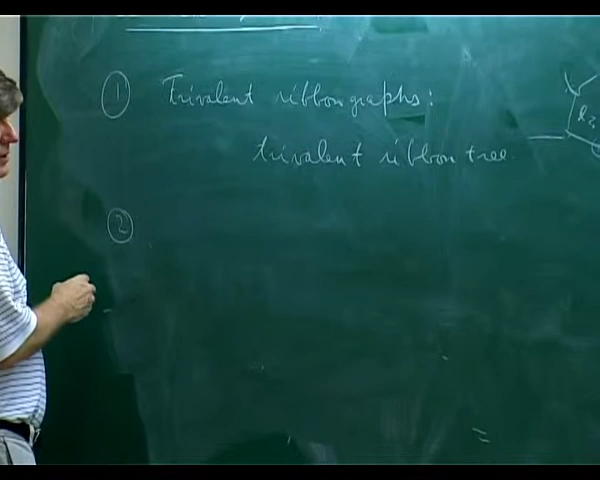 ① Trivalent ribbon graphs:
trivalent ribbon tree
②